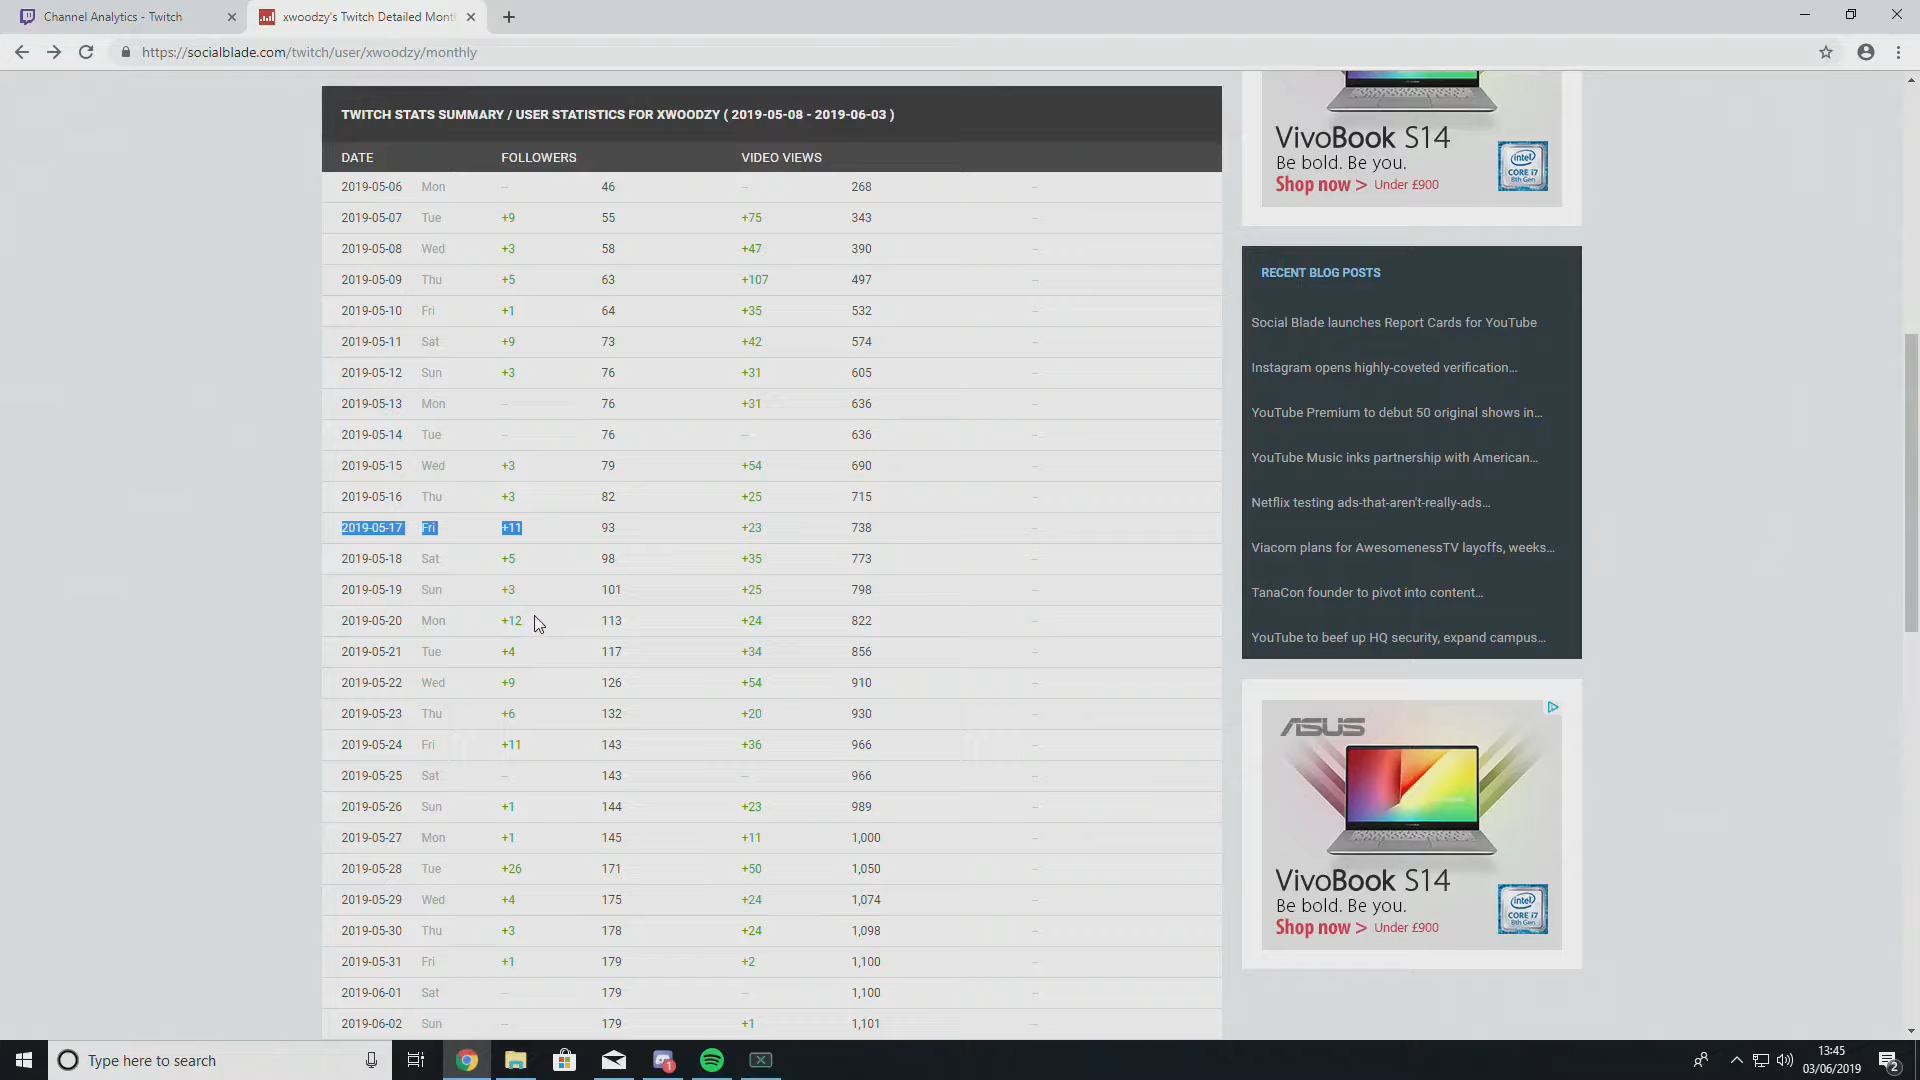 Channel Analytics - Twitch
xwoodzy's Twitch Detailed Mont
https://socialblade.com/twitch/user/xwoodzy/monthly
TWITCH STATS SUMMARY / USER STATISTICS FOR XWOODZY ( 2019-05-08 - 2019-06-03 )
DATE FOLLOWERS VIDEO VIEWS
2019-05-06 Mon -- 46 -- 268 --
2019-05-07 Tue +9 55 +75 343 --
2019-05-08 Wed +3 58 +47 390 --
2019-05-09 Thu +5 63 +107 497 --
2019-05-10 Fri +1 64 +35 532 --
2019-05-11 Sat +9 73 +42 574 --
2019-05-12 Sun +3 76 +31 605 --
2019-05-13 Mon -- 76 +31 636 --
2019-05-14 Tue -- 76 -- 636 --
2019-05-15 Wed +3 79 +54 690 --
2019-05-16 Thu +3 82 +25 715 --
2019-05-17 Fri +11 93 +23 738 --
2019-05-18 Sat +5 98 +35 773 --
2019-05-19 Sun +3 101 +25 798 --
2019-05-20 Mon +12 113 +24 822 --
2019-05-21 Tue +4 117 +34 856 --
2019-05-22 Wed +9 126 +54 910 --
2019-05-23 Thu +6 132 +20 930 --
2019-05-24 Fri +11 143 +36 966 --
2019-05-25 Sat -- 143 -- 966 --
2019-05-26 Sun +1 144 +23 989 --
2019-05-27 Mon +1 145 +11 1,000 --
2019-05-28 Tue +26 171 +50 1,050 --
2019-05-29 Wed +4 175 +24 1,074 --
2019-05-30 Thu +3 178 +24 1,098 --
2019-05-31 Fri +1 179 +2 1,100 --
2019-06-01 Sat -- 179 -- 1,100 --
2019-06-02 Sun -- 179 +1 1,101 --
VivoBook S14
Be bold. Be you.
Shop now > Under £900
intel
CORE i7
8th Gen
RECENT BLOG POSTS
Social Blade launches Report Cards for YouTube
Instagram opens highly-coveted verification...
YouTube Premium to debut 50 original shows in...
YouTube Music inks partnership with American...
Netflix testing ads-that-aren't-really-ads...
Viacom plans for AwesomenessTV layoffs, weeks...
TanaCon founder to pivot into content...
YouTube to beef up HQ security, expand campus...
ASUS
VivoBook S14
Be bold. Be you.
Shop now > Under £900
intel
CORE i7
8th Gen
Type here to search
1
13:45
03/06/2019
2